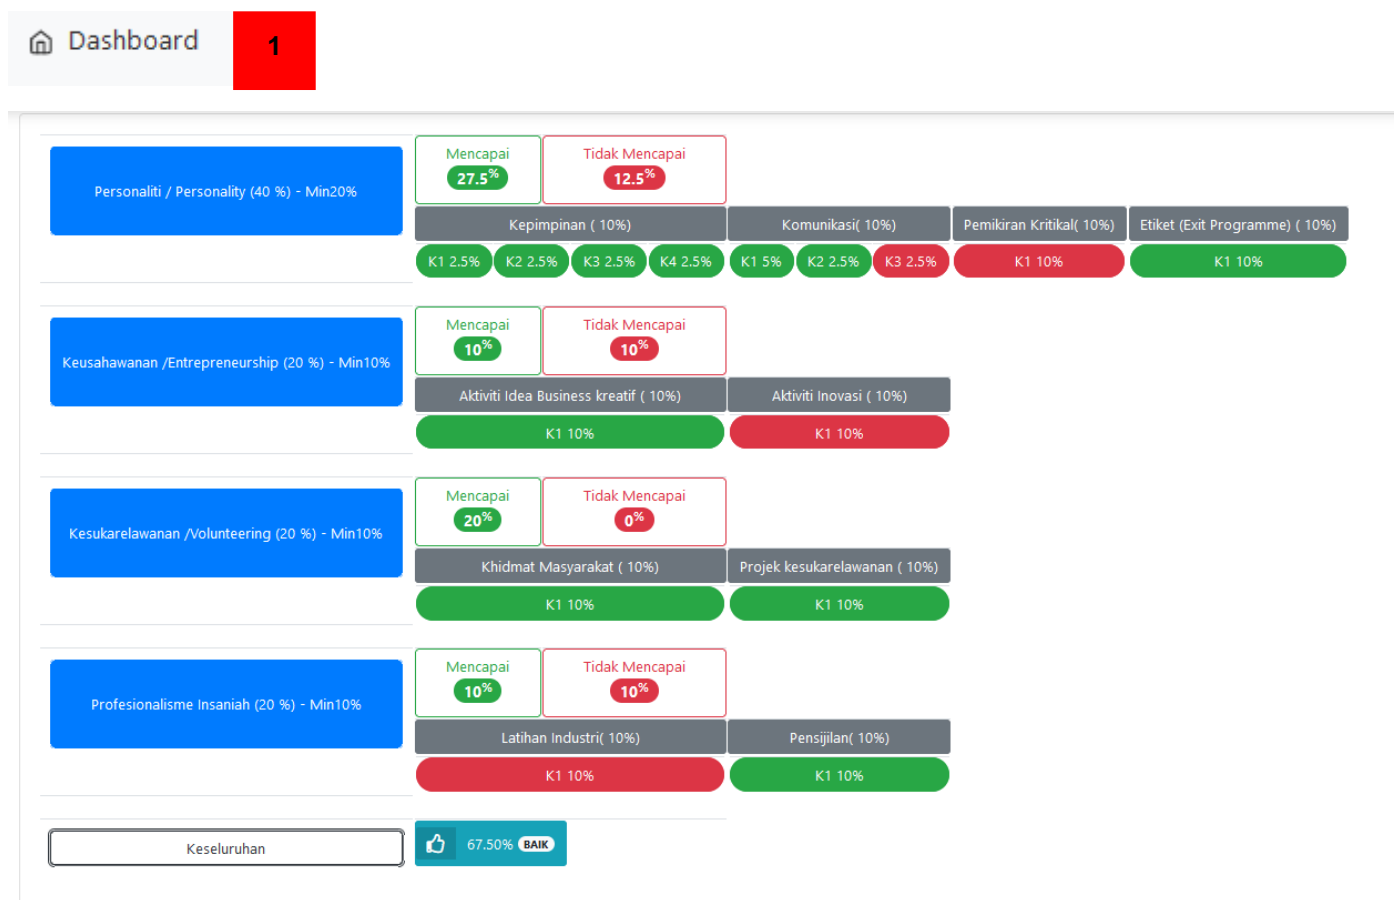 Dashboard
1
Mencapai
27.5%
Tidak Mencapai
12.5%
Personaliti / Personality (40 %) - Min20%
Kepimpinan ( 10%)
Komunikasi( 10%)
Pemikiran Kritikal( 10%)
Etiket (Exit Programme) ( 10%)
K1 2.5%
K2 2.5%
K3 2.5%
K4 2.5%
K1 5%
K2 2.5%
K3 2.5%
K1 10%
K1 10%
Mencapai
10%
Tidak Mencapai
10%
Keusahawanan /Entrepreneurship (20 %) - Min10%
Aktiviti Idea Business kreatif ( 10%)
Aktiviti Inovasi ( 10%)
K1 10%
K1 10%
Mencapai
20%
Tidak Mencapai
0%
Kesukarelawanan /Volunteering (20 %) - Min10%
Khidmat Masyarakat ( 10%)
Projek kesukarelawanan ( 10%)
K1 10%
K1 10%
Mencapai
10%
Tidak Mencapai
10%
Profesionalisme Insaniah (20 %) - Min10%
Latihan Industri( 10%)
Pensijilan( 10%)
K1 10%
K1 10%
Keseluruhan
67.50% BAIK